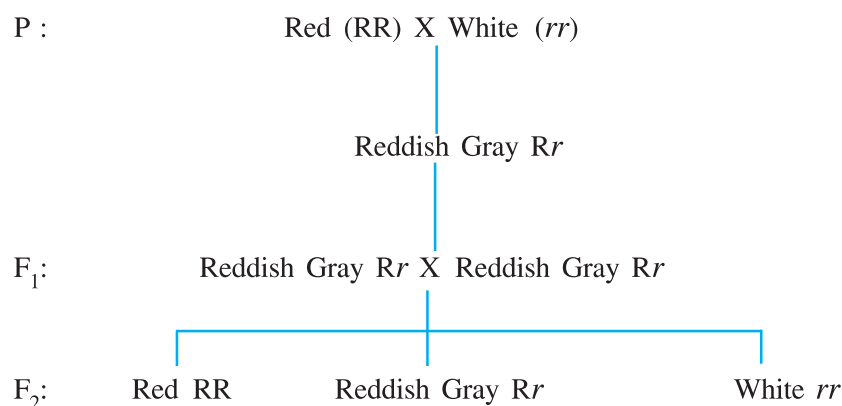 P : Red (RR) X White (rr)
Reddish Gray Rr
F1: Reddish Gray Rr X Reddish Gray Rr
F2: Red RR Reddish Gray Rr White rr